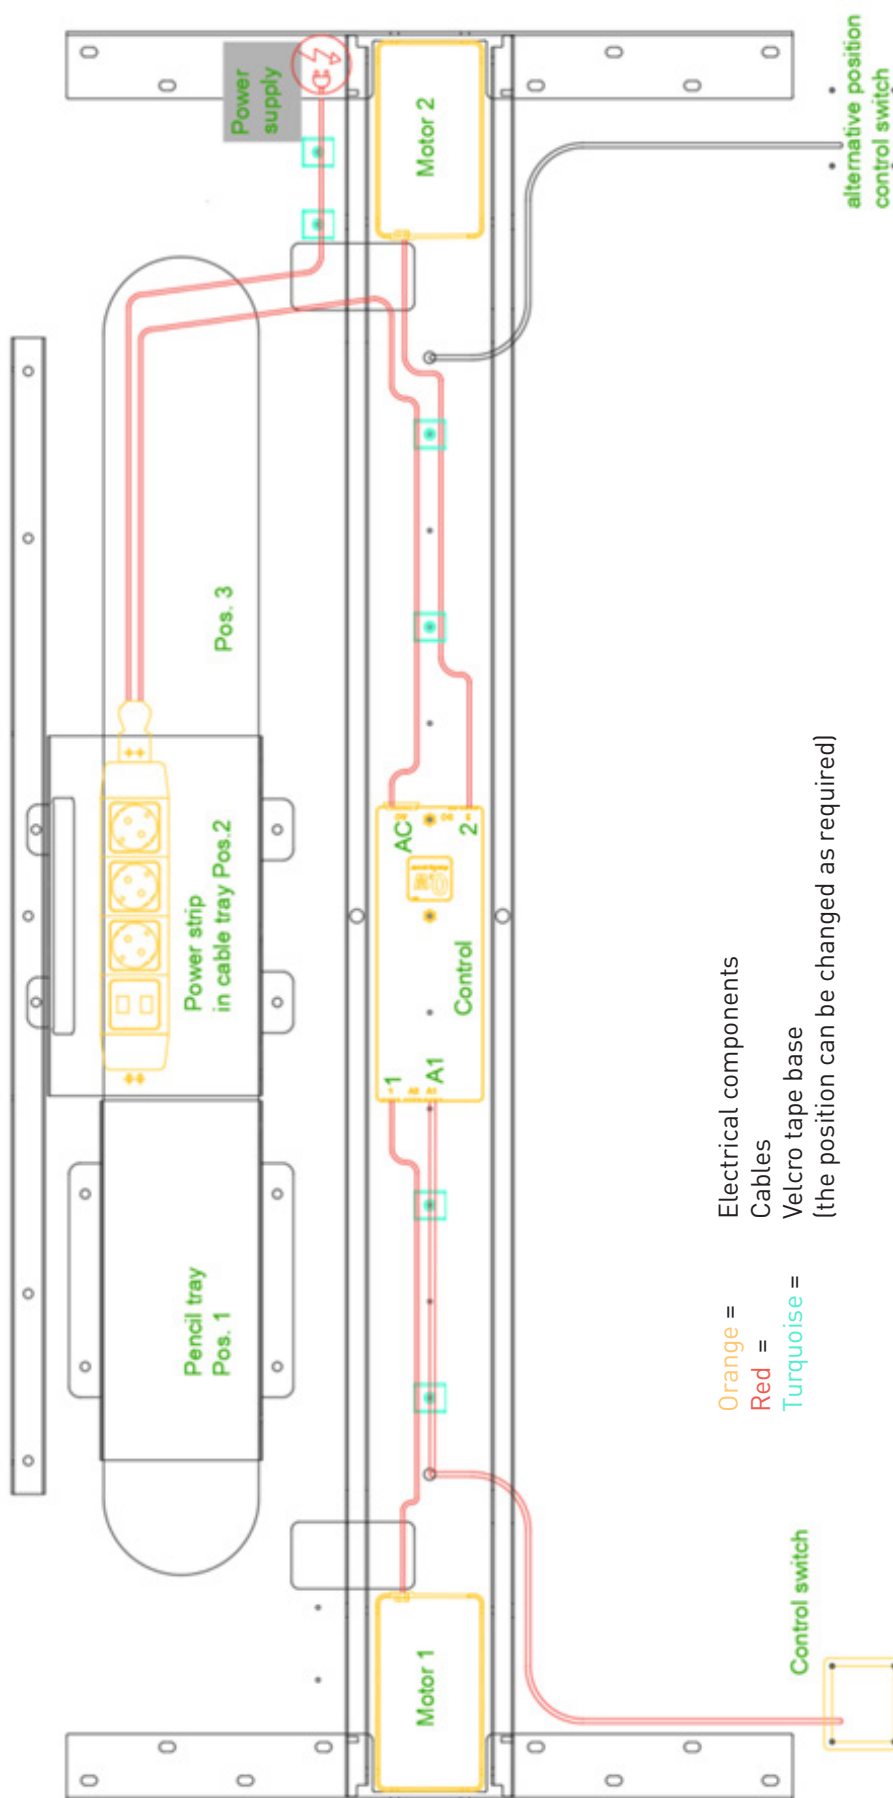 Power
supply
Motor 2
alternative position
control switch
Pos. 3
Power strip
in cable tray Pos.2
AC
2
Control
1
A1
Pencil tray
Pos. 1
Motor 1
Control switch
Orange = Electrical components
Red = Cables
Turquoise = Velcro tape base
(the position can be changed as required)